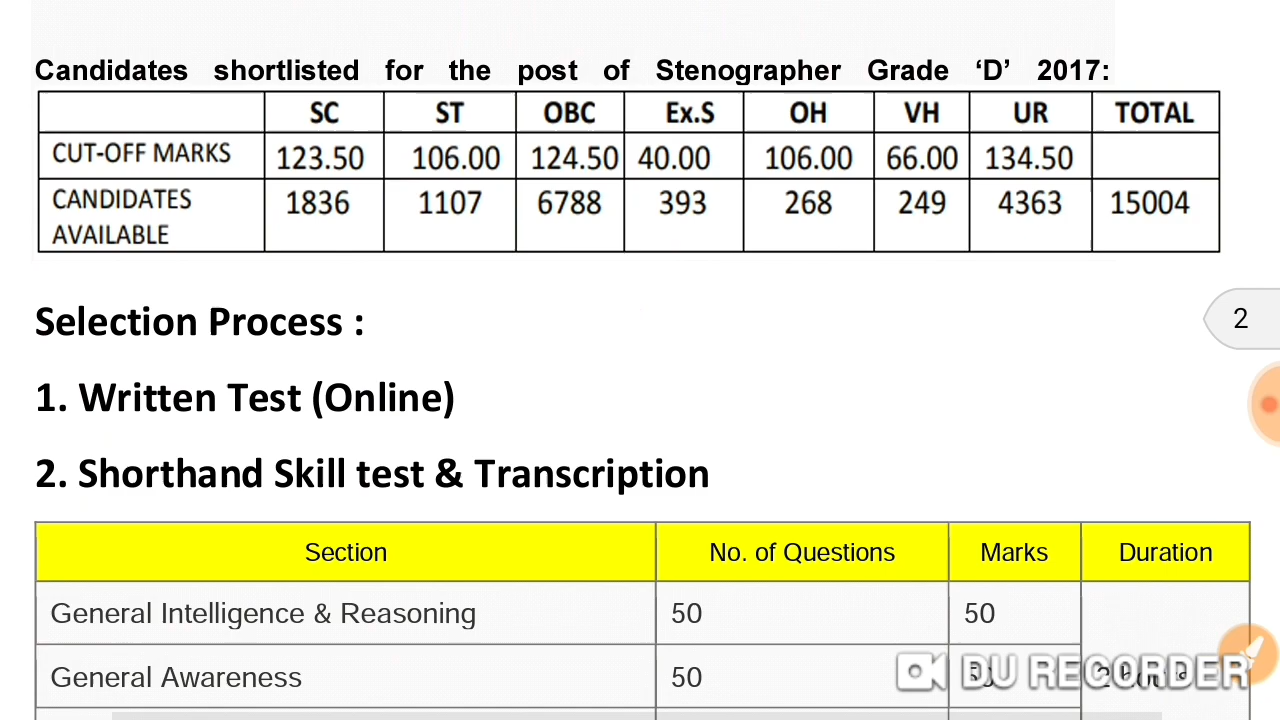 Candidates shortlisted for the post of Stenographer Grade ‘D’ 2017:
SC ST OBC Ex.S OH VH UR TOTAL
CUT-OFF MARKS 123.50 106.00 124.50 40.00 106.00 66.00 134.50
CANDIDATES AVAILABLE 1836 1107 6788 393 268 249 4363 15004
Selection Process :
2
1. Written Test (Online)
2. Shorthand Skill test & Transcription
Section No. of Questions Marks Duration
General Intelligence & Reasoning 50 50
General Awareness 50 50 2 hours
DU RECORDER